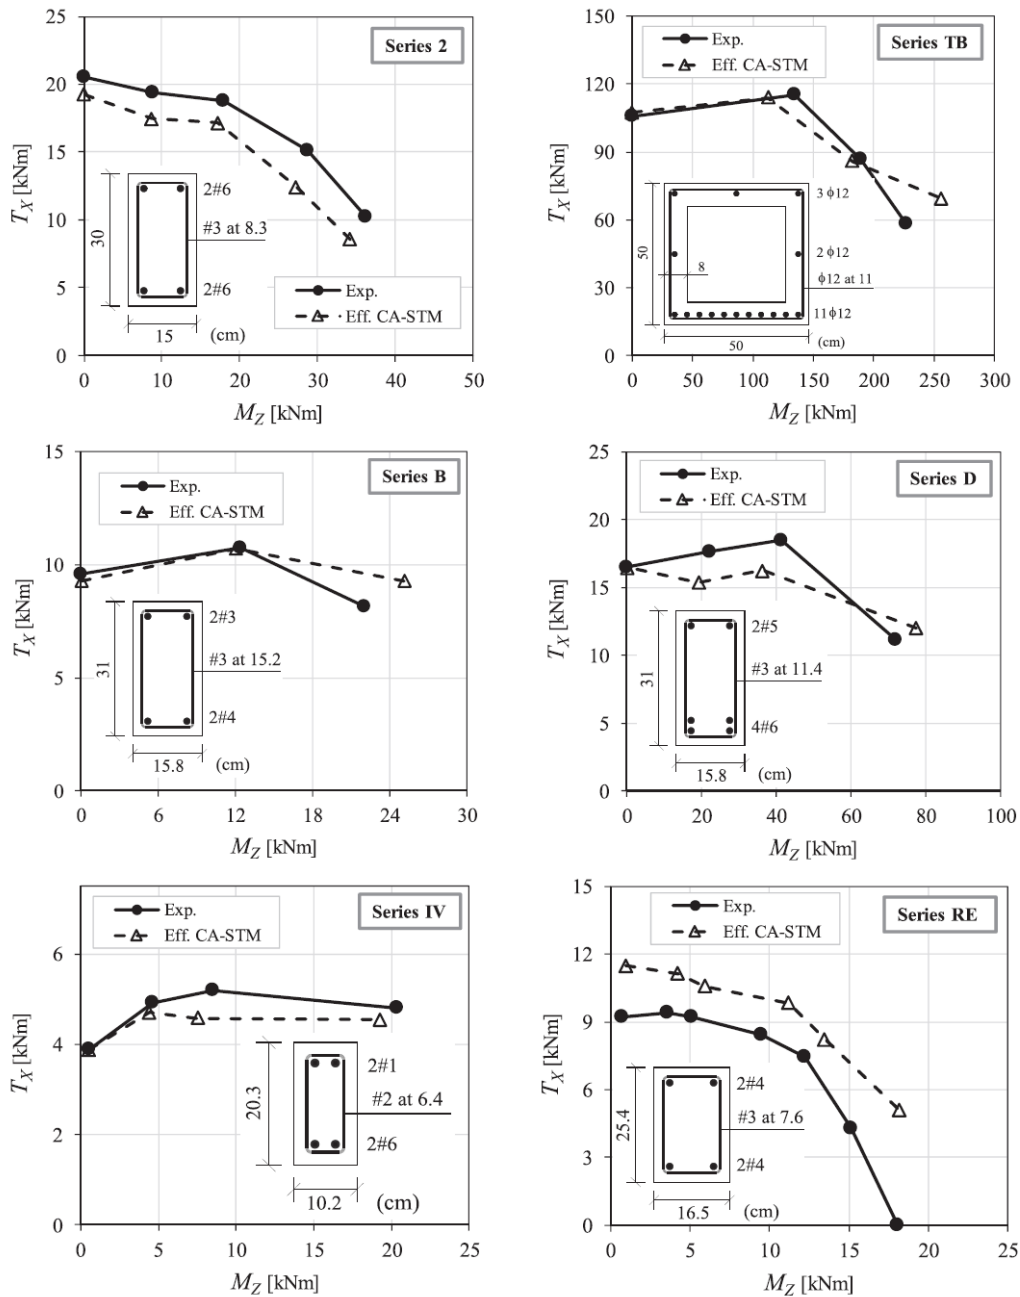 Series 2
25
20
15
10
5
0
T_X [kNm]
30
2#6
#3 at 8.3
2#6
15
(cm)
Exp.
Eff. CA-STM
0 10 20 30 40 50
M_Z [kNm]
Series TB
Exp.
Eff. CA-STM
150
120
90
60
30
0
T_X [kNm]
50
3 ϕ12
2 ϕ12
8
ϕ12 at 11
11ϕ12
50
(cm)
0 50 100 150 200 250 300
M_Z [kNm]
Series B
Exp.
Eff. CA-STM
15
10
5
0
T_X [kNm]
31
2#3
#3 at 15.2
2#4
15.8
(cm)
0 6 12 18 24 30
M_Z [kNm]
Series D
Exp.
Eff. CA-STM
25
20
15
10
5
0
T_X [kNm]
31
2#5
#3 at 11.4
4#6
15.8
(cm)
0 20 40 60 80 100
M_Z [kNm]
Series IV
Exp.
Eff. CA-STM
6
4
2
0
T_X [kNm]
20.3
2#1
#2 at 6.4
2#6
10.2
(cm)
0 5 10 15 20 25
M_Z [kNm]
Series RE
Exp.
Eff. CA-STM
15
12
9
6
3
0
T_X [kNm]
25.4
2#4
#3 at 7.6
2#4
16.5
(cm)
0 5 10 15 20 25
M_Z [kNm]